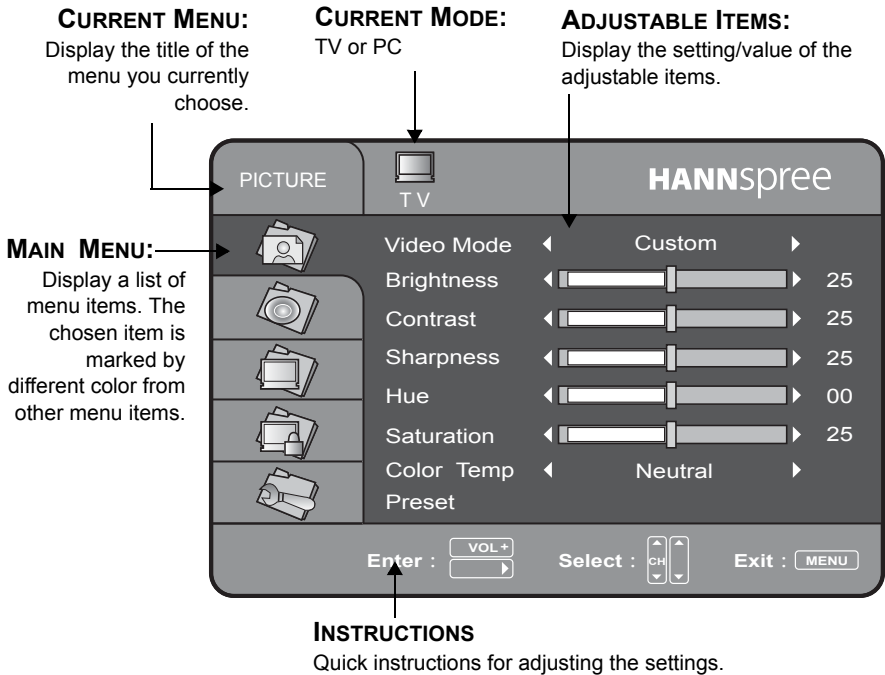 CURRENT MENU:
Display the title of the
menu you currently
choose.
CURRENT MODE:
TV or PC
ADJUSTABLE ITEMS:
Display the setting/value of the
adjustable items.
PICTURE
TV
HANNspree
MAIN MENU:
Display a list of
menu items. The
chosen item is
marked by
different color from
other menu items.
Video Mode Custom
Brightness 25
Contrast 25
Sharpness 25
Hue 00
Saturation 25
Color Temp Neutral
Preset
Enter : VOL+ Select : CH Exit : MENU
INSTRUCTIONS
Quick instructions for adjusting the settings.